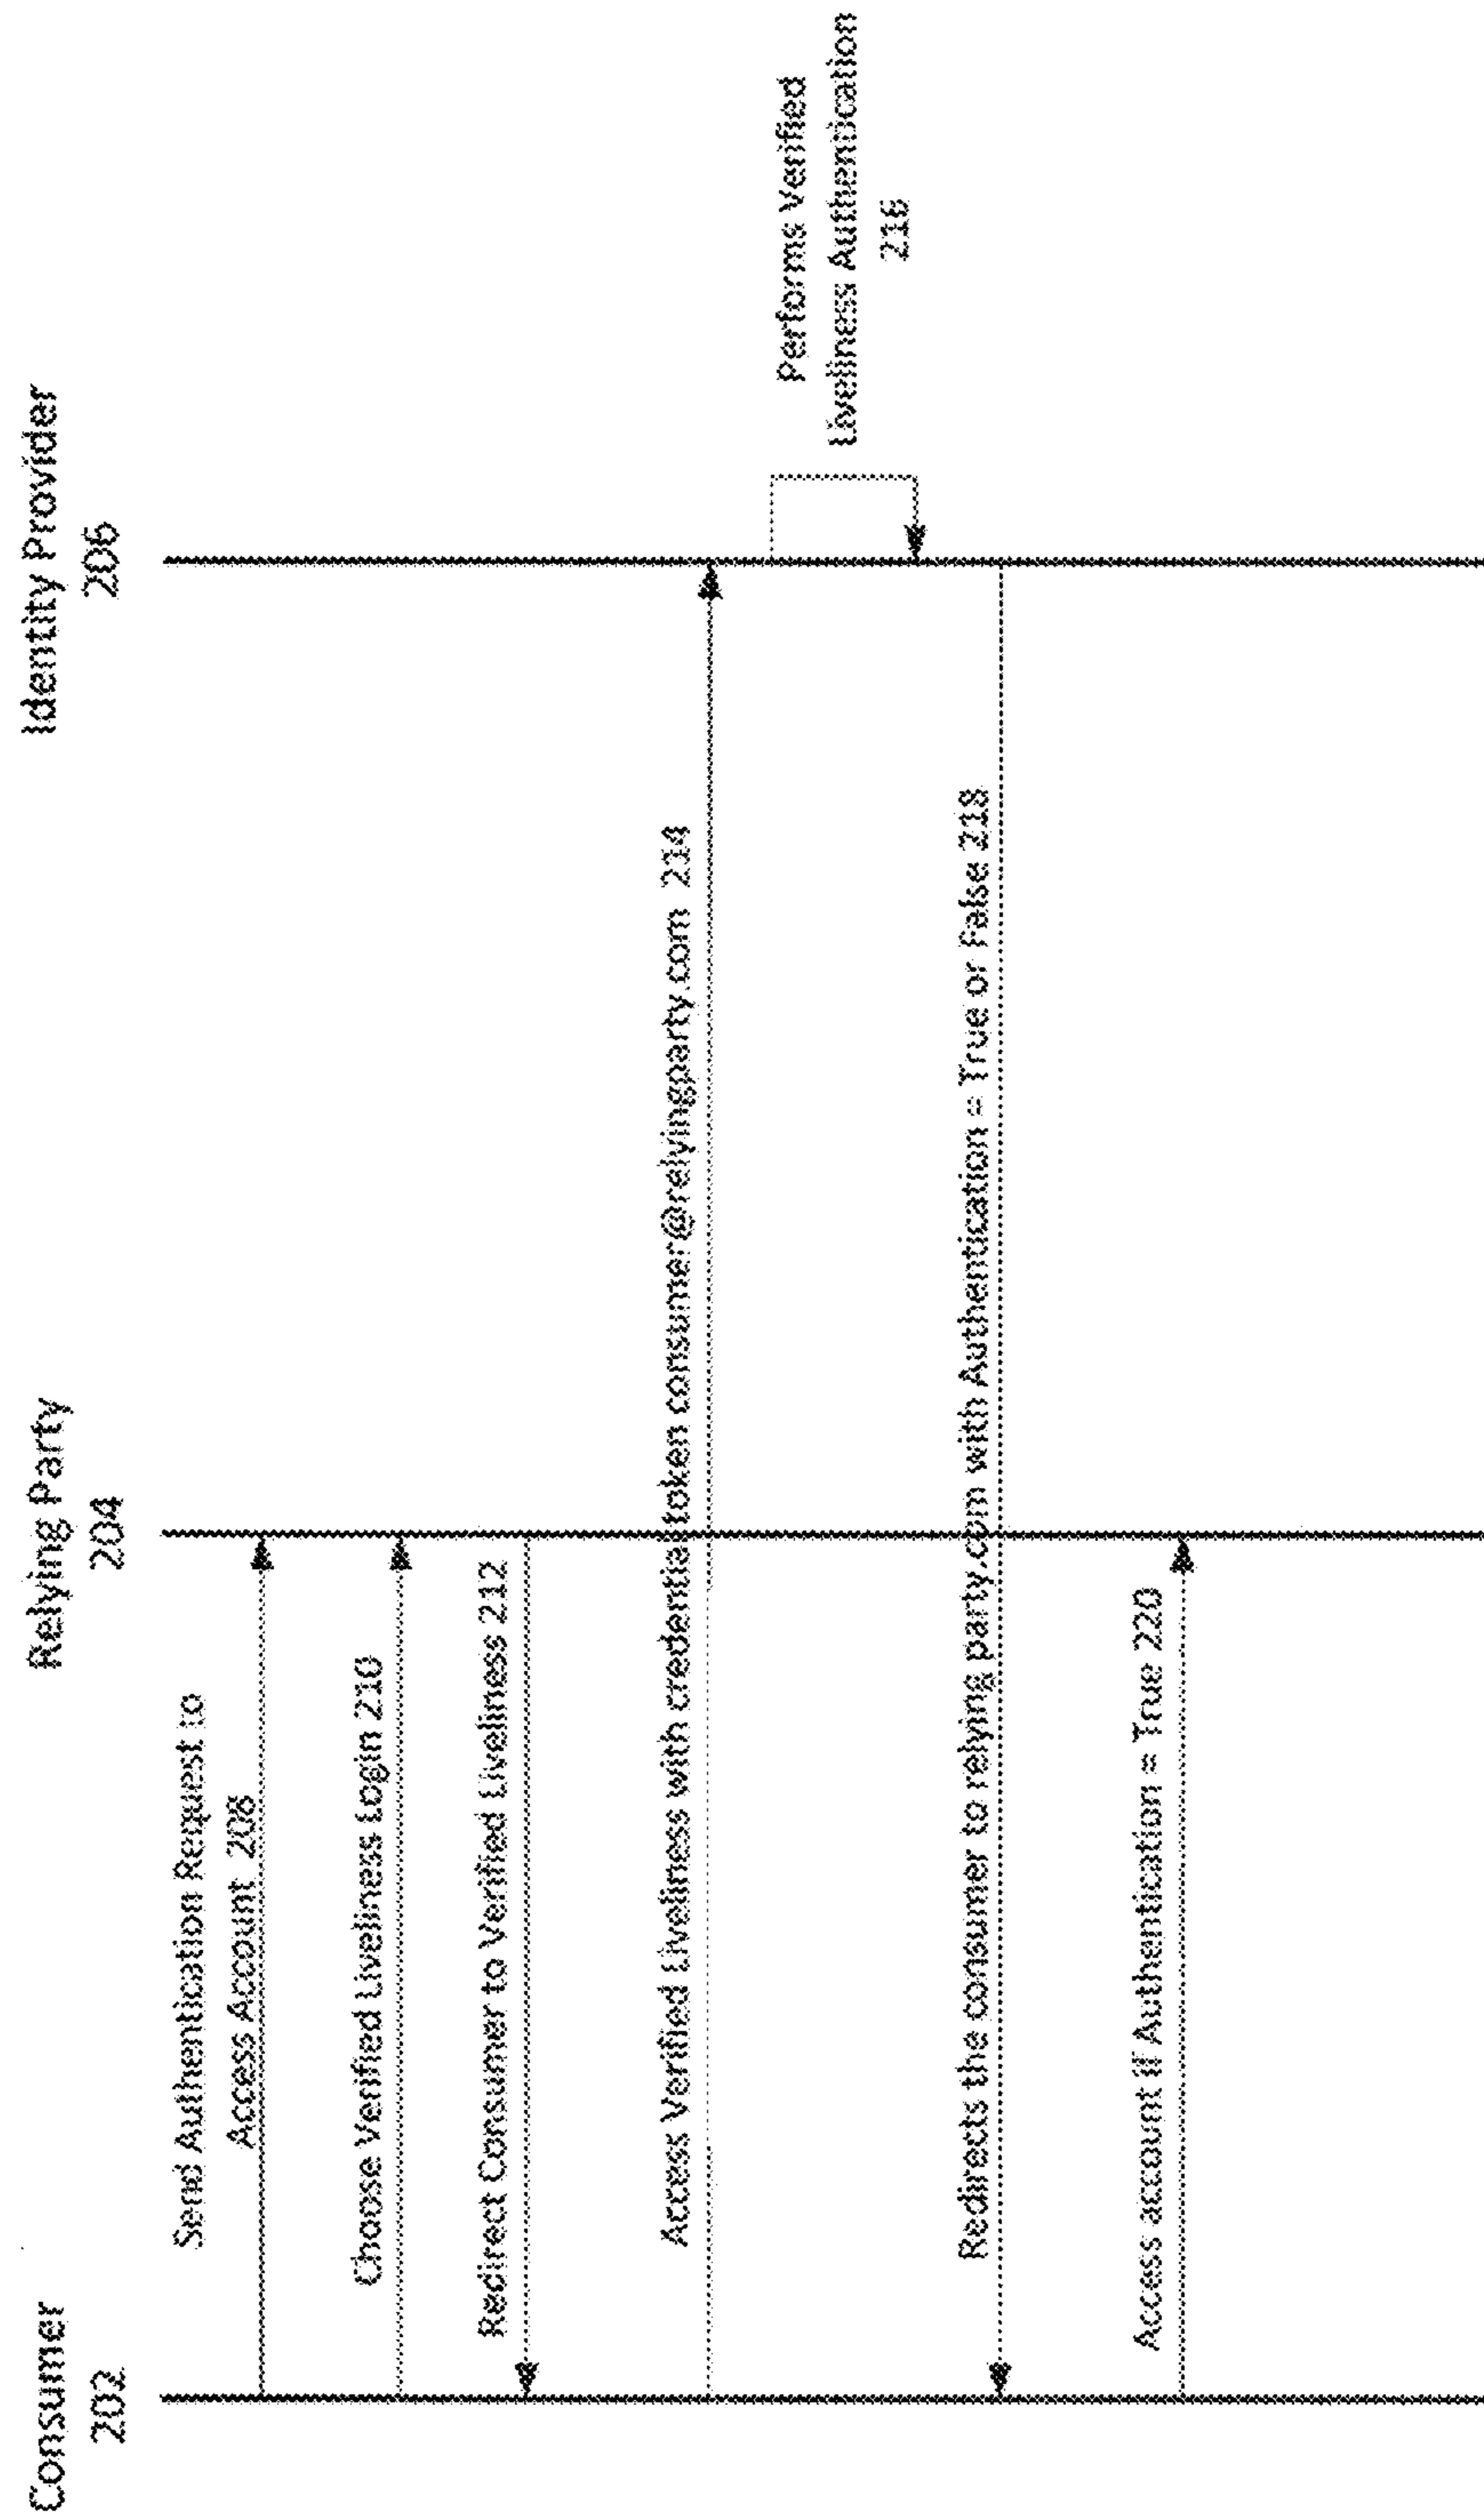 Consumer
202
Relying Party
204
Identity Provider
206
Send Authentication Request to
Access Account 208
Choose Verified Liveliness Login 210
Redirect Consumer to Verified Liveliness 212
Access Verified Liveliness with credential token consumer@relyingparty.com 214
Performs Verified
Liveliness Authentication
216
Redirects the consumer to relying party.com with Authentication = True or False 218
Access account if Authentication = True 220